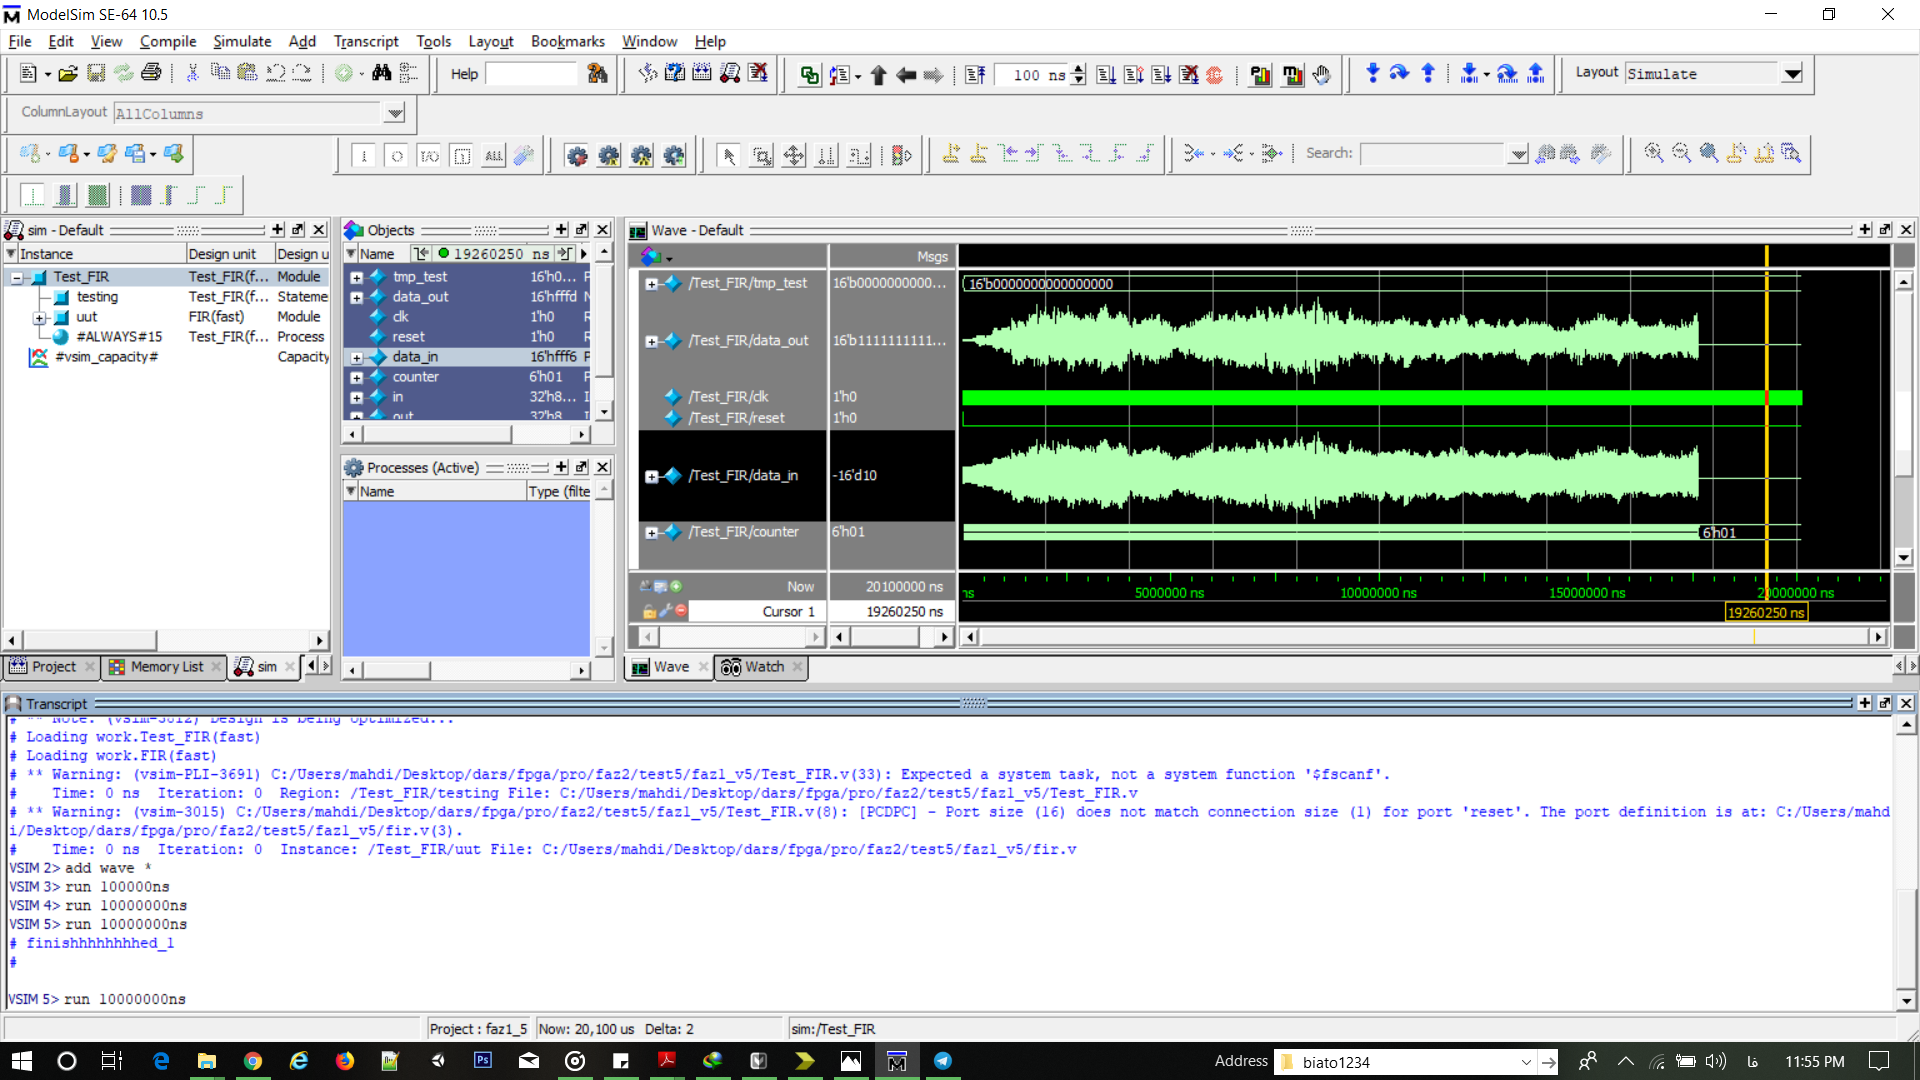 ModelSim SE-64 10.5
File Edit View Compile Simulate Add Transcript Tools Layout Bookmarks Window Help
Help
100 ns
Layout Simulate
ColumnLayout AllColumns
Search:
sim - Default
Instance Design unit Design u
Test_FIR Test_FIR(f... Module
testing Test_FIR(f... Stateme
uut FIR(fast) Module
#ALWAYS#15 Test_FIR(f... Process
#vsim_capacity# Capacity
Objects
Name 19260250 ns
tmp_test 16'h0... P
data_out 16'hfffd N
clk 1'h0 R
reset 1'h0 R
data_in 16'hfff6 P
counter 6'h01 P
in 32'h8... I
out 32'h8
Processes (Active)
Name Type (filte
Wave - Default
Msgs
/Test_FIR/tmp_test 16'b0000000000... 16'b0000000000000000
/Test_FIR/data_out 16'b1111111111...
/Test_FIR/clk 1'h0
/Test_FIR/reset 1'h0
/Test_FIR/data_in -16'd10
/Test_FIR/counter 6'h01 6'h01
Now 20100000 ns ns 5000000 ns 10000000 ns 15000000 ns 20000000 ns
Cursor 1 19260250 ns 19260250 ns
Project Memory List sim
Wave Watch
Transcript
# ** Note: (vsim-3812) Design is being optimized...
# Loading work.Test_FIR(fast)
# Loading work.FIR(fast)
# ** Warning: (vsim-PLI-3691) C:/Users/mahdi/Desktop/dars/fpga/pro/faz2/test5/faz1_v5/Test_FIR.v(33): Expected a system task, not a system function '$fscanf'.
#    Time: 0 ns  Iteration: 0  Region: /Test_FIR/testing File: C:/Users/mahdi/Desktop/dars/fpga/pro/faz2/test5/faz1_v5/Test_FIR.v
# ** Warning: (vsim-3015) C:/Users/mahdi/Desktop/dars/fpga/pro/faz2/test5/faz1_v5/Test_FIR.v(8): [PCDPC] - Port size (16) does not match connection size (1) for port 'reset'. The port definition is at: C:/Users/mahd
i/Desktop/dars/fpga/pro/faz2/test5/faz1_v5/fir.v(3).
#    Time: 0 ns  Iteration: 0  Instance: /Test_FIR/uut File: C:/Users/mahdi/Desktop/dars/fpga/pro/faz2/test5/faz1_v5/fir.v
VSIM 2> add wave *
VSIM 3> run 100000ns
VSIM 4> run 10000000ns
VSIM 5> run 10000000ns
# finishhhhhhhhed_1
#
VSIM 5> run 10000000ns
Project : faz1_5 Now: 20,100 us Delta: 2 sim:/Test_FIR
Address biato1234 فا 11:55 PM